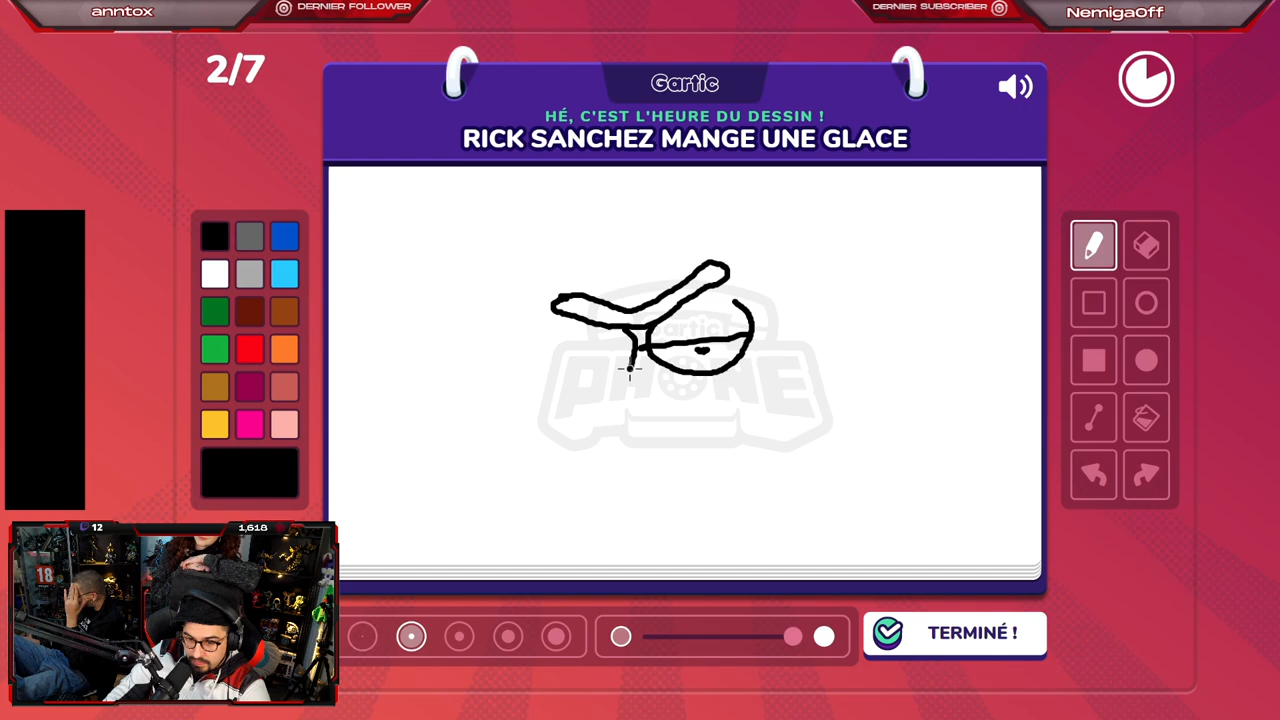 anntox
DERNIER FOLLOWER
DERNIER SUBSCRIBER
NemigaOff
2/7
Gartic
HÉ, C'EST L'HEURE DU DESSIN !
RICK SANCHEZ MANGE UNE GLACE
Gartic
PHONE
12
1,618
18
TERMINÉ !